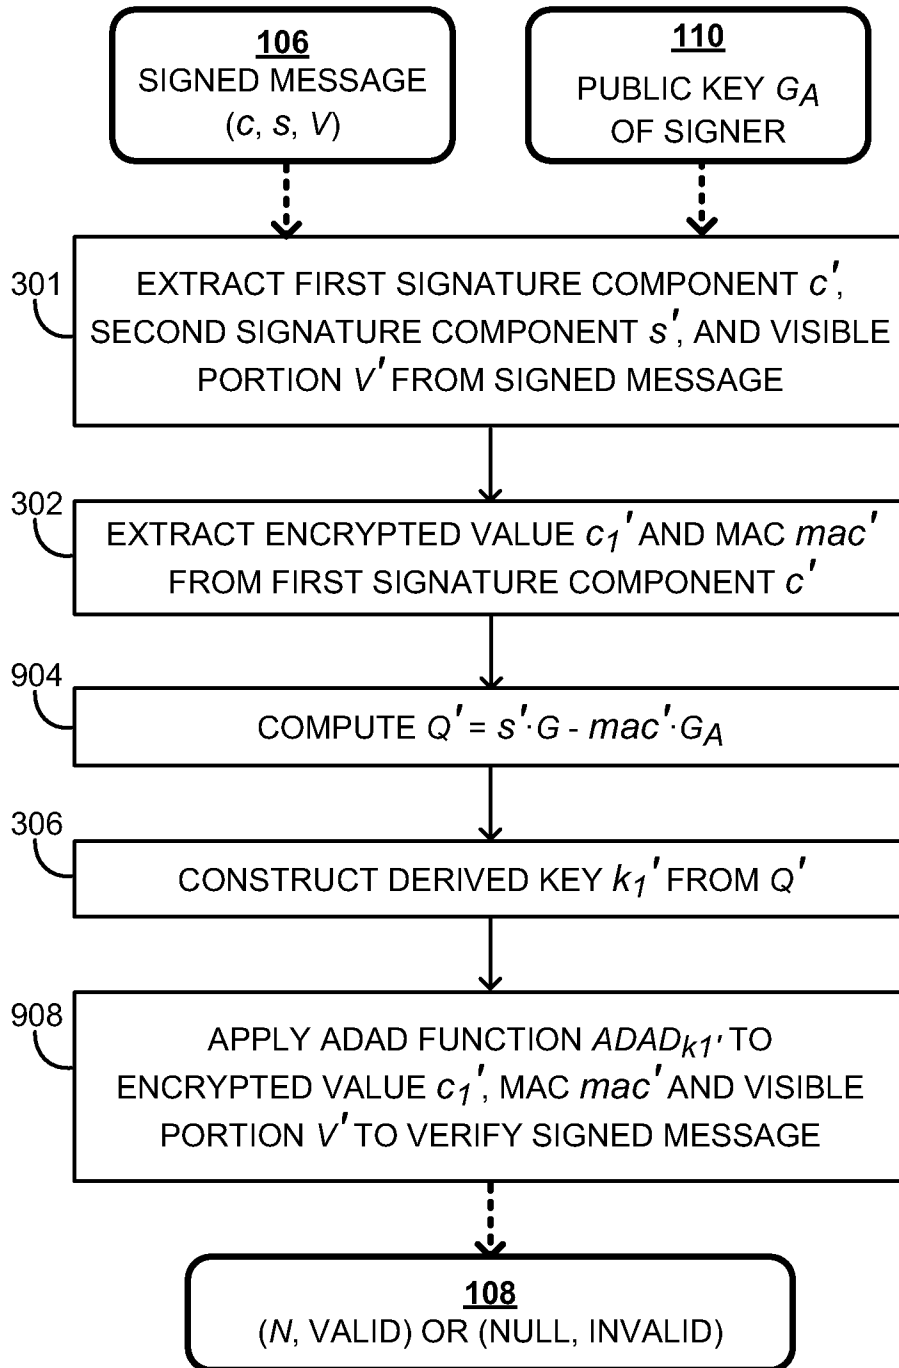 106
SIGNED MESSAGE
(c, s, V)
110
PUBLIC KEY G_A
OF SIGNER
301
EXTRACT FIRST SIGNATURE COMPONENT c',
SECOND SIGNATURE COMPONENT s', AND VISIBLE
PORTION V' FROM SIGNED MESSAGE
302
EXTRACT ENCRYPTED VALUE c₁' AND MAC mac'
FROM FIRST SIGNATURE COMPONENT c'
904
COMPUTE Q' = s'·G - mac'·G_A
306
CONSTRUCT DERIVED KEY k₁' FROM Q'
908
APPLY ADAD FUNCTION ADAD_k1' TO
ENCRYPTED VALUE c₁', MAC mac' AND VISIBLE
PORTION V' TO VERIFY SIGNED MESSAGE
108
(N, VALID) OR (NULL, INVALID)